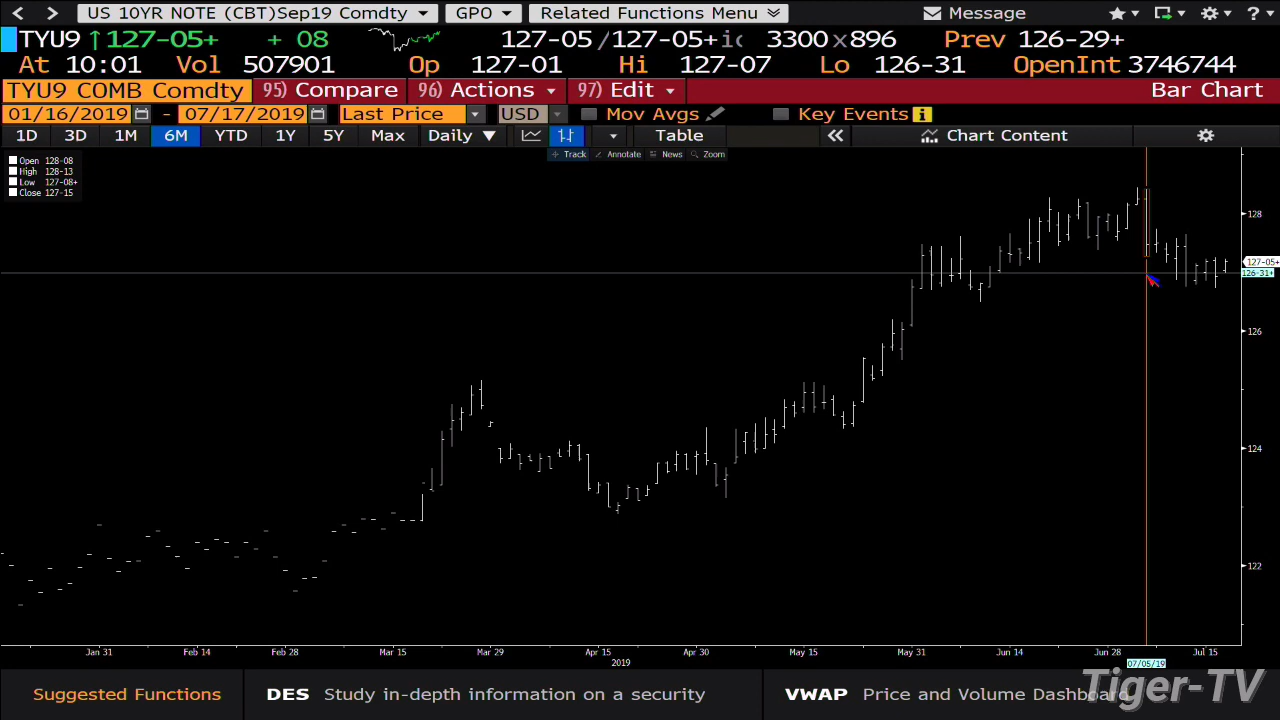 US 10YR NOTE (CBT)Sep19 Comdty GPO Related Functions Menu Message ?
TYU9 ↑127-05+ + 08 127-05/127-05+ 3300x896 Prev 126-29+
At 10:01 Vol 507901 Op 127-01 Hi 127-07 Lo 126-31 OpenInt 3746744
TYU9 COMB Comdty 95) Compare 96) Actions 97) Edit Bar Chart
01/16/2019 - 07/17/2019 Last Price USD Mov Avgs Key Events i
1D 3D 1M 6M YTD 1Y 5Y Max Daily ▼ Table « Chart Content
Track Annotate News Zoom
Open 128-08
High 128-13
Low 127-08+
Close 127-15
128
127-05+
126-31+
126
124
122
Jan 31 Feb 14 Feb 28 Mar 15 Mar 29 Apr 15 Apr 30 May 15 May 31 Jun 14 Jun 28 Jul 15
2019 07/05/19
Suggested Functions DES Study in-depth information on a security VWAP Price and Volume Dashboard
Tiger-TV